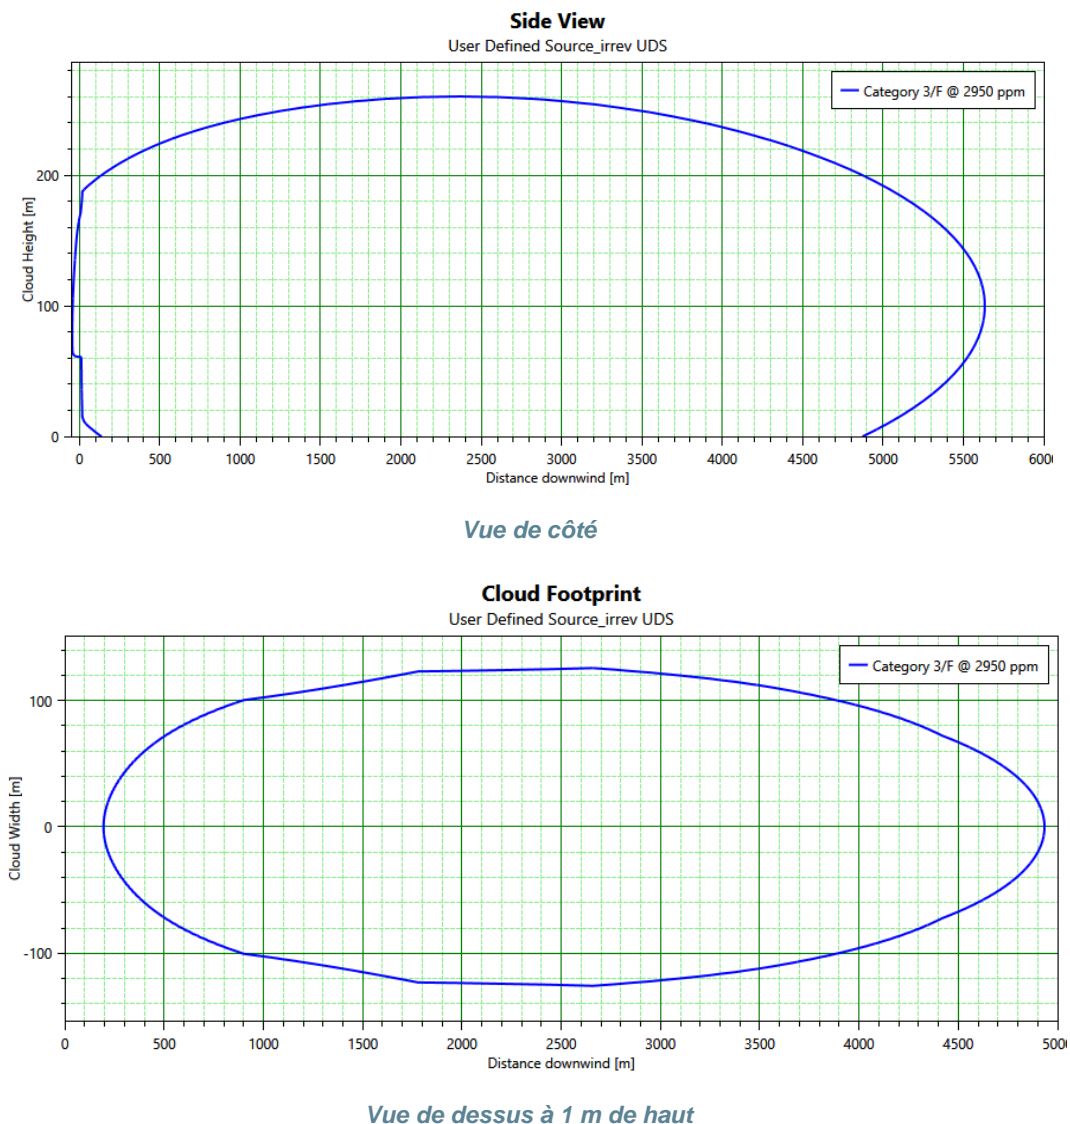 Side View
User Defined Source_irrev UDS
Category 3/F @ 2950 ppm
Cloud Height [m]
200
100
0
0 500 1000 1500 2000 2500 3000 3500 4000 4500 5000 5500 600
Distance downwind [m]
Vue de côté
Cloud Footprint
User Defined Source_irrev UDS
Category 3/F @ 2950 ppm
Cloud Width [m]
100
0
-100
0 500 1000 1500 2000 2500 3000 3500 4000 4500 500
Distance downwind [m]
Vue de dessus à 1 m de haut